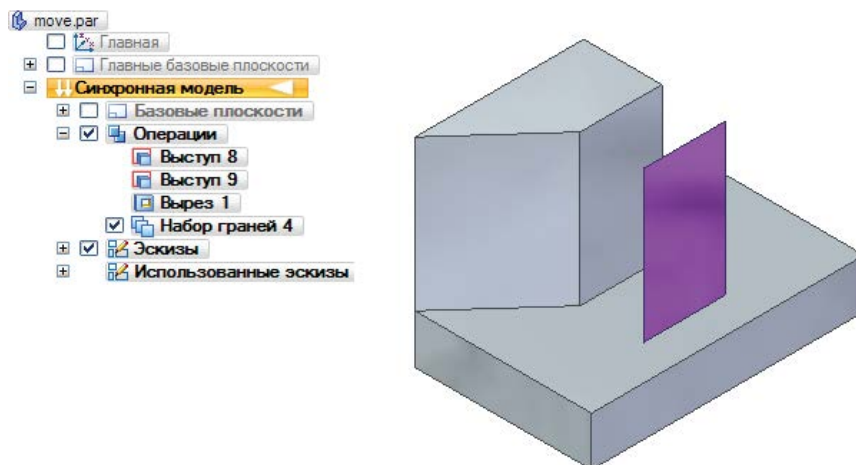 move.par
Главная
Главные базовые плоскости
Синхронная модель
Базовые плоскости
Операции
Выступ 8
Выступ 9
Вырез 1
Набор граней 4
Эскизы
Использованные эскизы